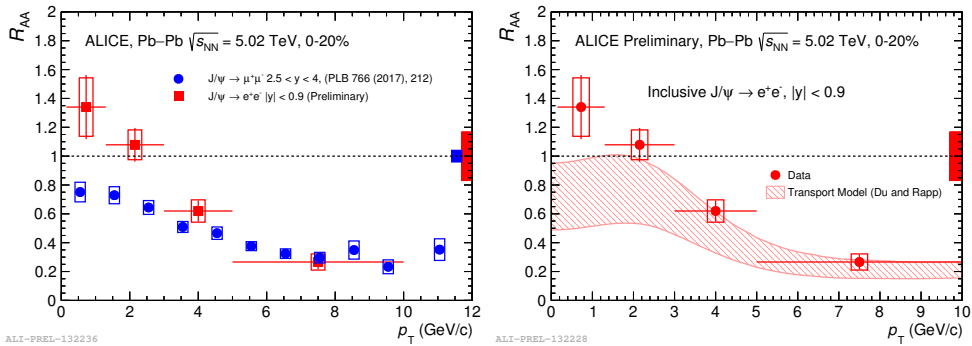 R_AA
2
1.8
1.6
1.4
1.2
1
0.8
0.6
0.4
0.2
0
ALICE, Pb–Pb √s_NN = 5.02 TeV, 0-20%
J/ψ → μ⁺μ⁻ 2.5 < y < 4, (PLB 766 (2017), 212)
J/ψ → e⁺e⁻ |y| < 0.9 (Preliminary)
0 2 4 6 8 10 12
p_T (GeV/c)
ALI-PREL-132236
R_AA
2
1.8
1.6
1.4
1.2
1
0.8
0.6
0.4
0.2
0
ALICE Preliminary, Pb–Pb √s_NN = 5.02 TeV, 0-20%
Inclusive J/ψ → e⁺e⁻, |y| < 0.9
Data
Transport Model (Du and Rapp)
0 1 2 3 4 5 6 7 8 9 10
p_T (GeV/c)
ALI-PREL-132228